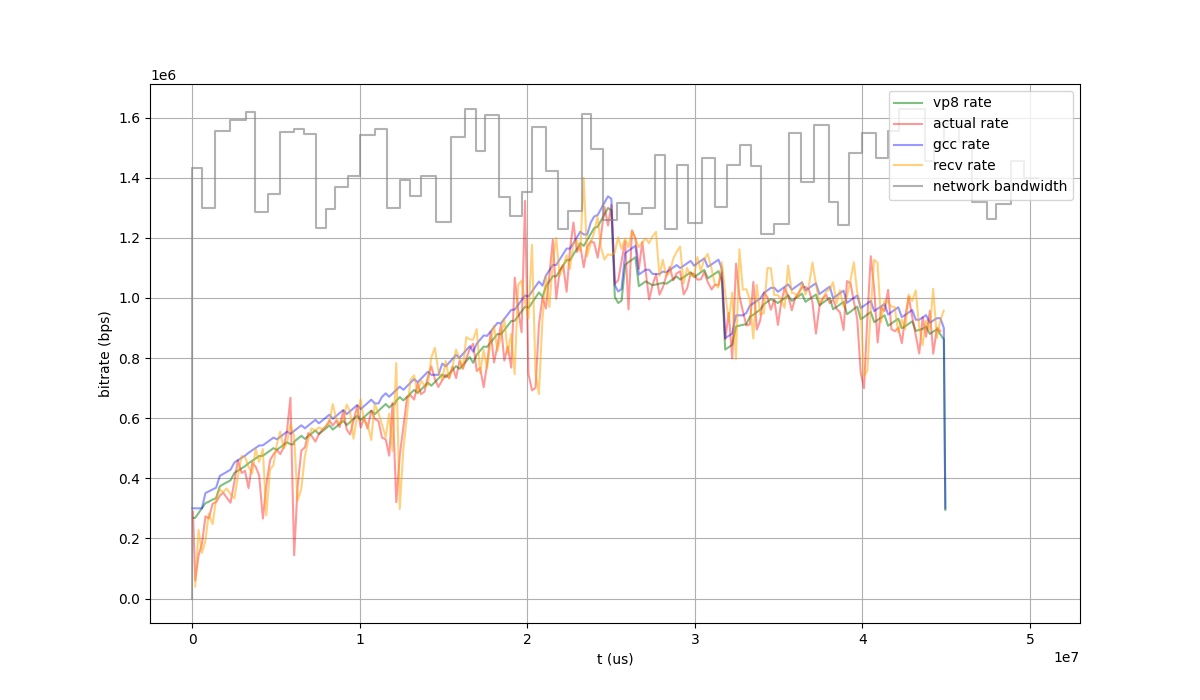 1e6
1.6
1.4
1.2
1.0
0.8
0.6
0.4
0.2
0.0
bitrate (bps)
vp8 rate
actual rate
gcc rate
recv rate
network bandwidth
0
1
2
3
4
5
t (us)
1e7